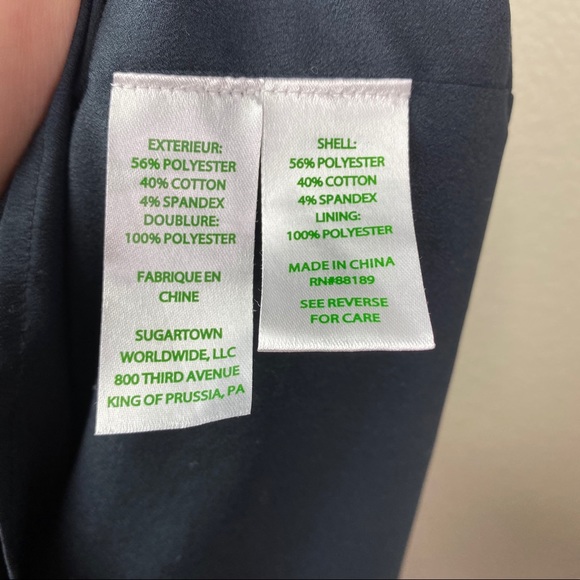 EXTERIEUR:
56% POLYESTER
40% COTTON
4% SPANDEX
DOUBLURE:
100% POLYESTER
FABRIQUE EN
CHINE
SUGARTOWN
WORLDWIDE, LLC
800 THIRD AVENUE
KING OF PRUSSIA, PA
SHELL:
56% POLYESTER
40% COTTON
4% SPANDEX
LINING:
100% POLYESTER
MADE IN CHINA
RN#88189
SEE REVERSE
FOR CARE